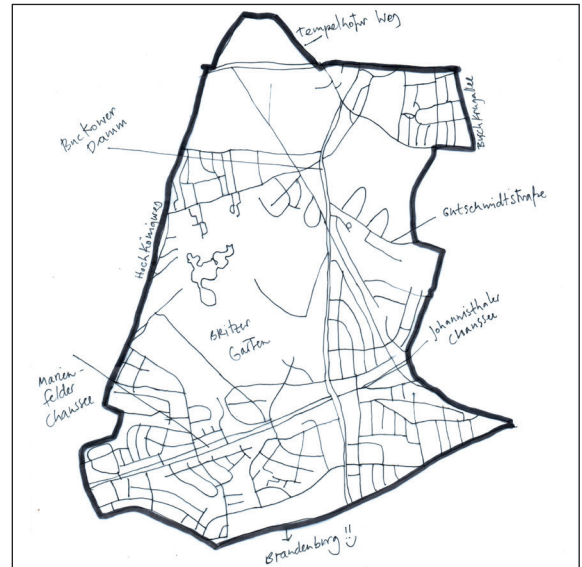 Tempelhofer Weg
Buschkrugallee
Buckower
Damm
Gutschmidtstraße
Hochkönigweg
Britzer
Garten
Johannisthaler
Chaussee
Marien-
felder
Chaussee
Brandenburg!!